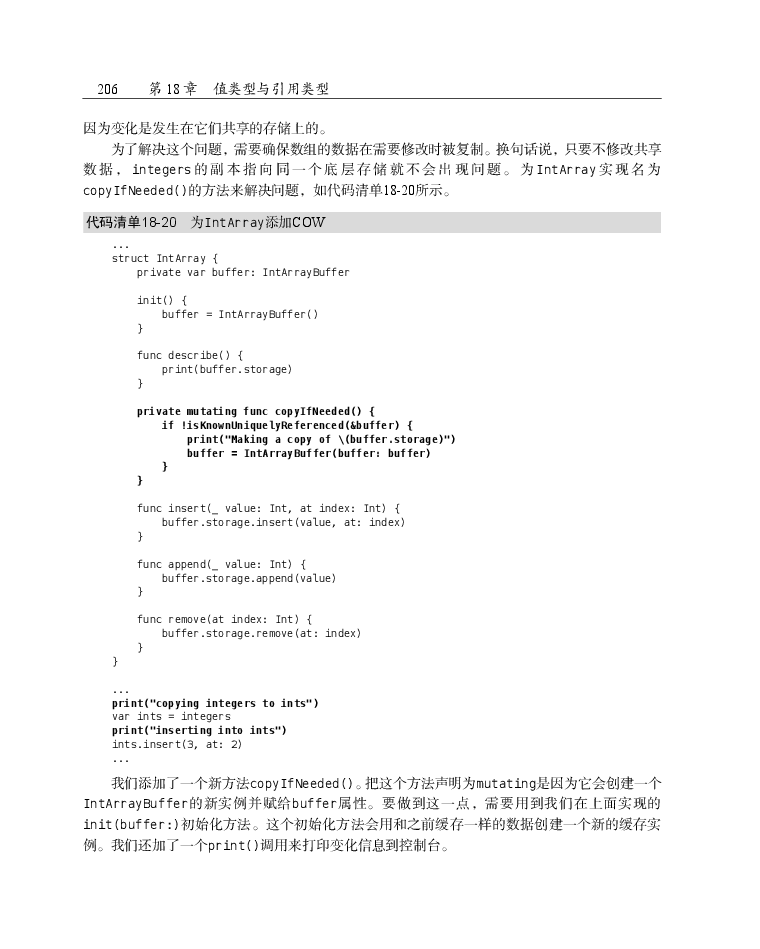 206 第 18 章 值类型与引用类型
因为变化是发生在它们共享的存储上的。
为了解决这个问题，需要确保数组的数据在需要修改时被复制。换句话说，只要不修改共享
数据，integers的副本指向同一个底层存储就不会出现问题。为IntArray实现名为
copyIfNeeded()的方法来解决问题，如代码清单18-20所示。
代码清单18-20 为IntArray添加COW
...
struct IntArray {
    private var buffer: IntArrayBuffer
    init() {
        buffer = IntArrayBuffer()
    }
    func describe() {
        print(buffer.storage)
    }
    private mutating func copyIfNeeded() {
        if !isKnownUniquelyReferenced(&buffer) {
            print("Making a copy of \(buffer.storage)")
            buffer = IntArrayBuffer(buffer: buffer)
        }
    }
    func insert(_ value: Int, at index: Int) {
        buffer.storage.insert(value, at: index)
    }
    func append(_ value: Int) {
        buffer.storage.append(value)
    }
    func remove(at index: Int) {
        buffer.storage.remove(at: index)
    }
}
...
print("copying integers to ints")
var ints = integers
print("inserting into ints")
ints.insert(3, at: 2)
...
我们添加了一个新方法copyIfNeeded()。把这个方法声明为mutating是因为它会创建一个
IntArrayBuffer的新实例并赋给buffer属性。要做到这一点，需要用到我们在上面实现的
init(buffer:)初始化方法。这个初始化方法会用和之前缓存一样的数据创建一个新的缓存实
例。我们还加了一个print()调用来打印变化信息到控制台。